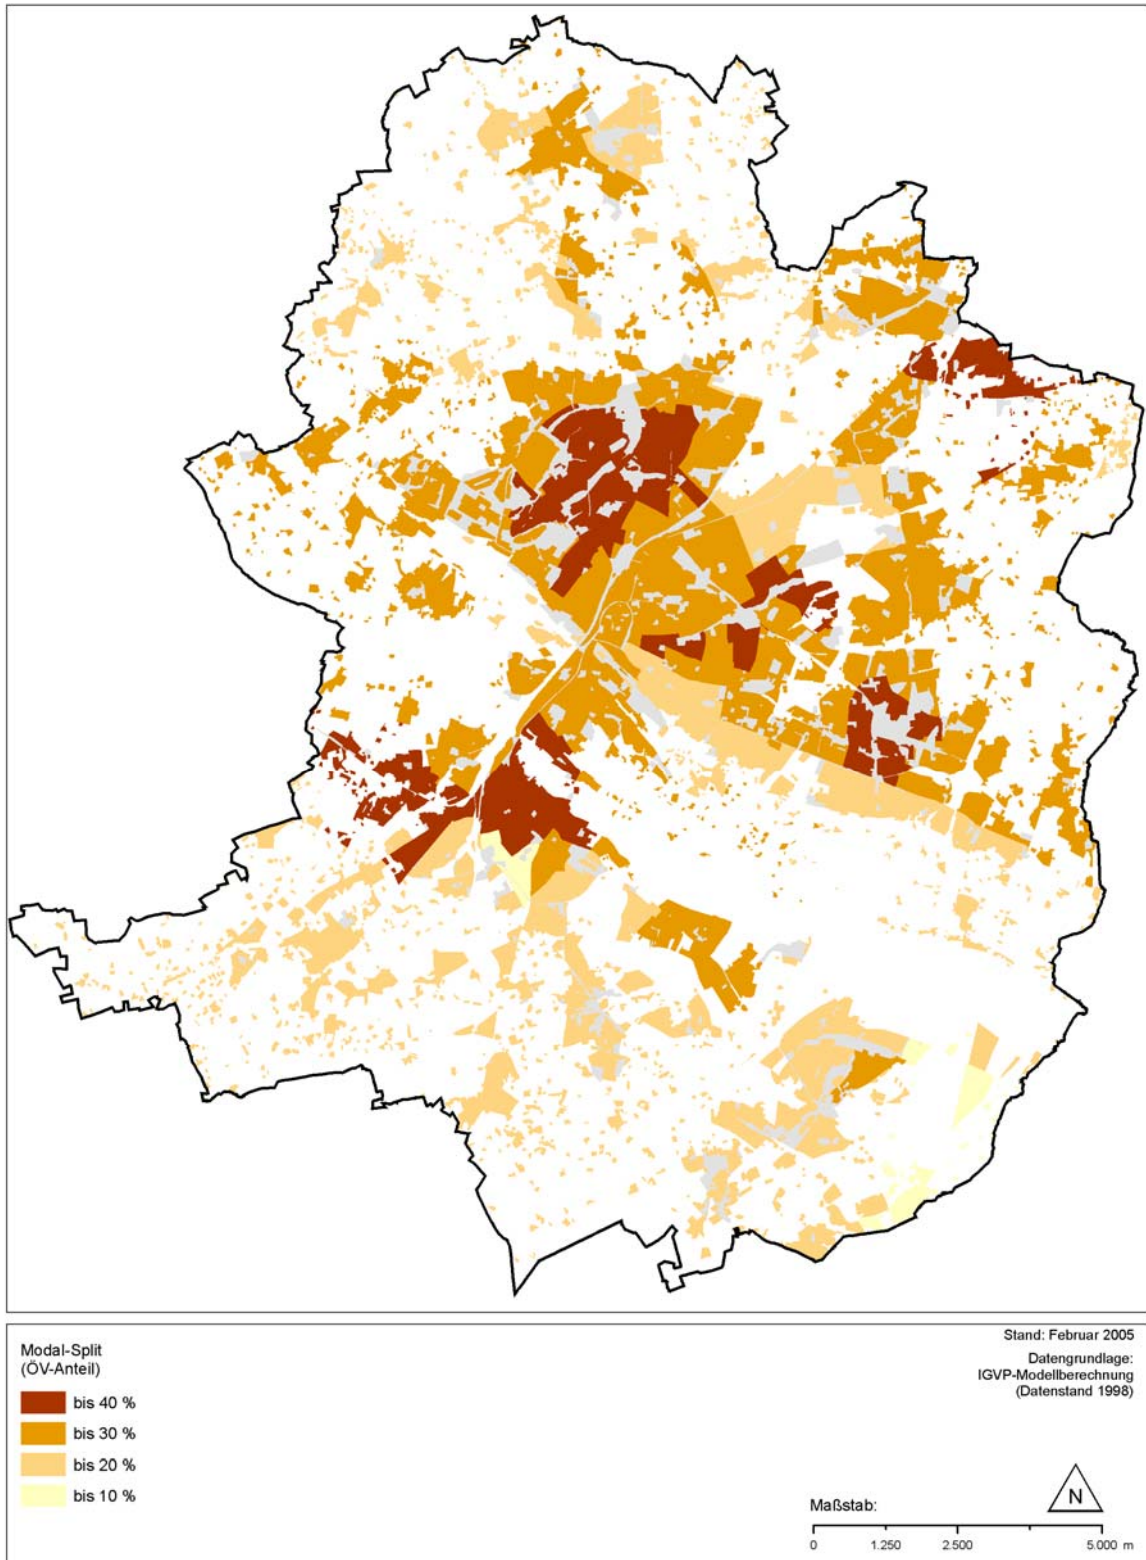 Modal-Split
(ÖV-Anteil)
bis 40 %
bis 30 %
bis 20 %
bis 10 %
Stand: Februar 2005
Datengrundlage:
IGVP-Modellberechnung
(Datenstand 1998)
N
Maßstab:
0 1.250 2.500 5.000 m